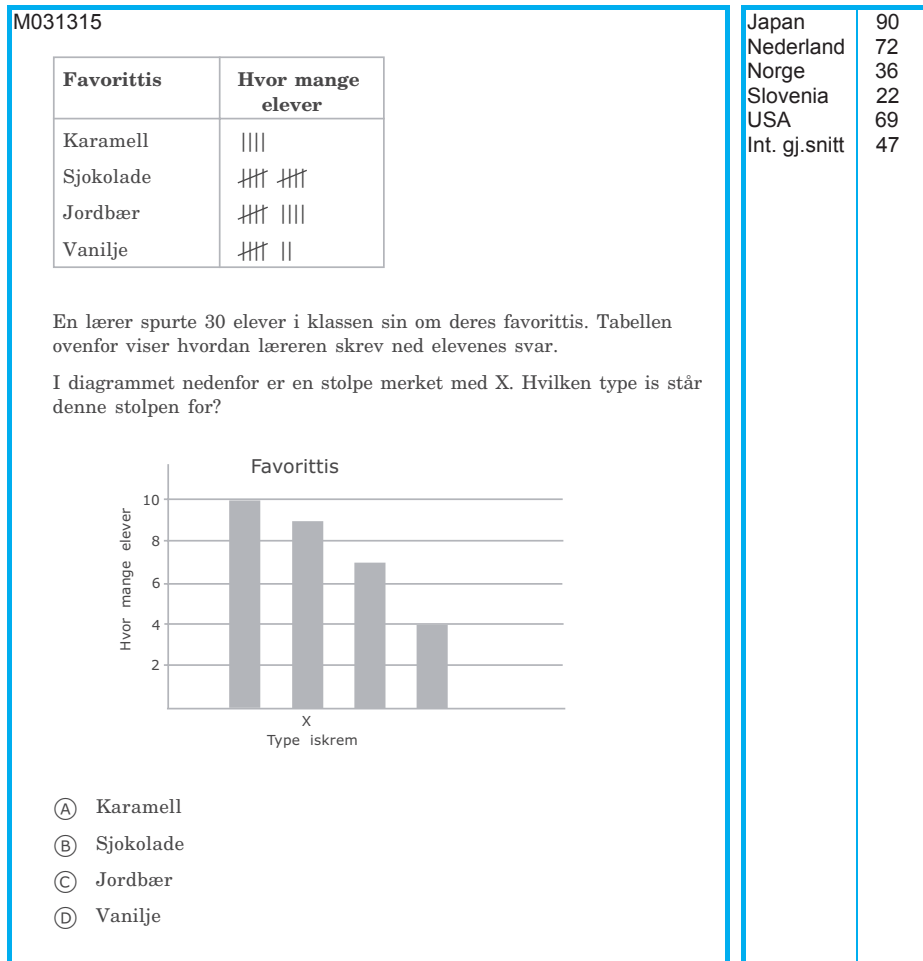 M031315
Favorittis Hvor mange
elever
Karamell
Sjokolade
Jordbær
Vanilje
En lærer spurte 30 elever i klassen sin om deres favorittis. Tabellen
ovenfor viser hvordan læreren skrev ned elevenes svar.
I diagrammet nedenfor er en stolpe merket med X. Hvilken type is står
denne stolpen for?
Favorittis
Hvor mange elever
10
8
6
4
2
X
Type iskrem
A Karamell
B Sjokolade
C Jordbær
D Vanilje
Japan 90
Nederland 72
Norge 36
Slovenia 22
USA 69
Int. gj.snitt 47